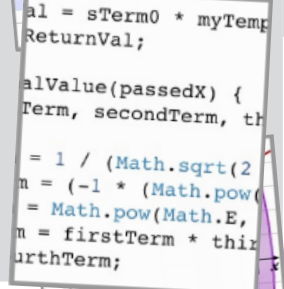 al = sTerm0 * myTemp
ReturnVal;
alValue(passedX) {
Term, secondTerm, th
= 1 / (Math.sqrt(2
m = (-1 * (Math.pow(
= Math.pow(Math.E,
m = firstTerm * thir
urthTerm;
x